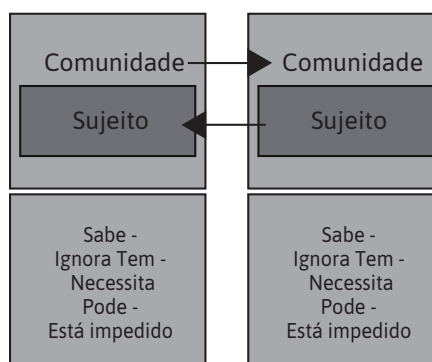 Comunidade
Comunidade
Sujeito
Sujeito
Sabe -
Ignora Tem -
Necessita
Pode -
Está impedido
Sabe -
Ignora Tem -
Necessita
Pode -
Está impedido